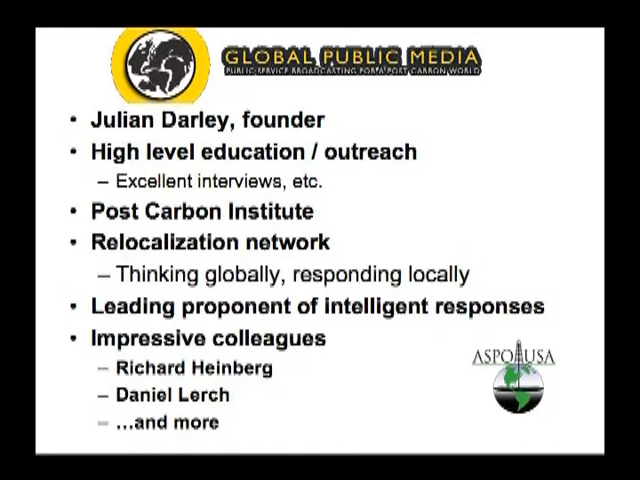 GLOBAL PUBLIC MEDIA
PUBLIC SERVICE BROADCASTING FOR A POST CARBON WORLD
• Julian Darley, founder
• High level education / outreach
– Excellent interviews, etc.
• Post Carbon Institute
• Relocalization network
– Thinking globally, responding locally
• Leading proponent of intelligent responses
• Impressive colleagues
– Richard Heinberg
– Daniel Lerch
– …and more
ASPO USA